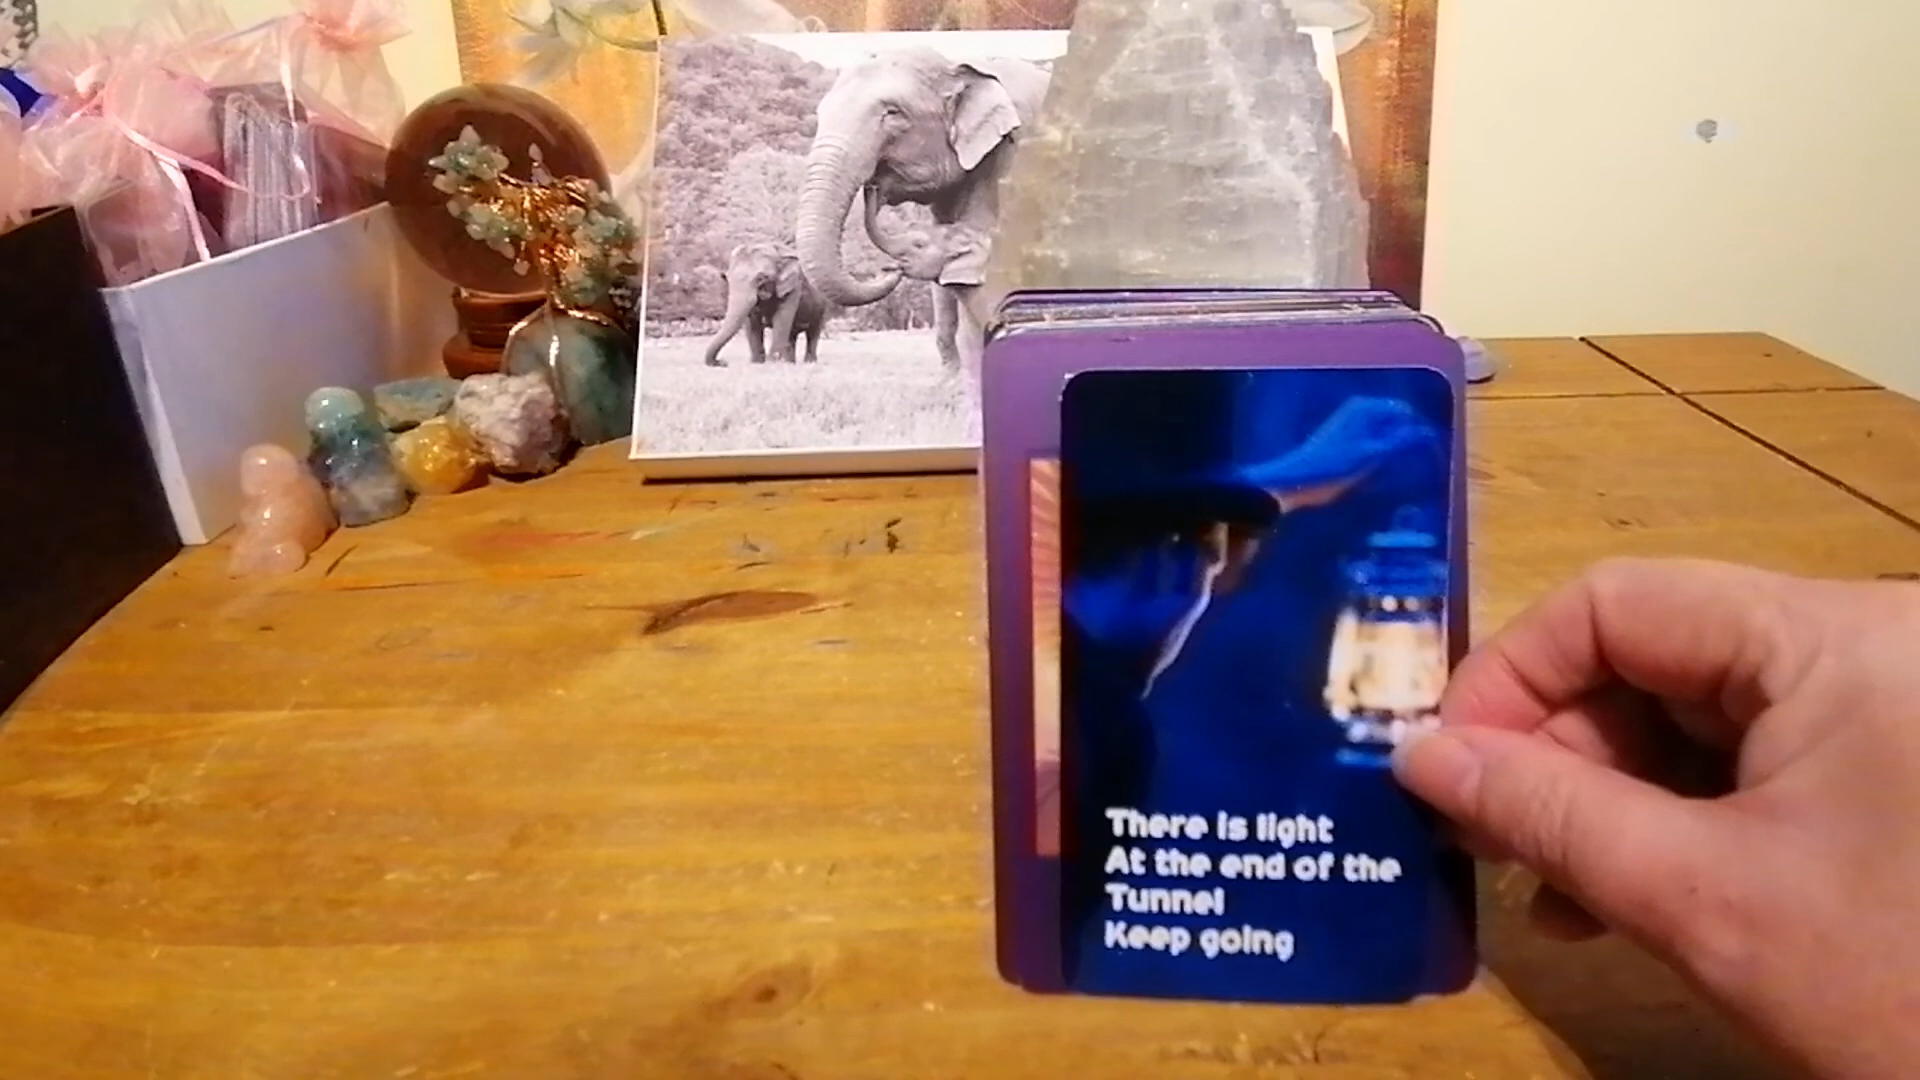 There is light
At the end of the
Tunnel
Keep going